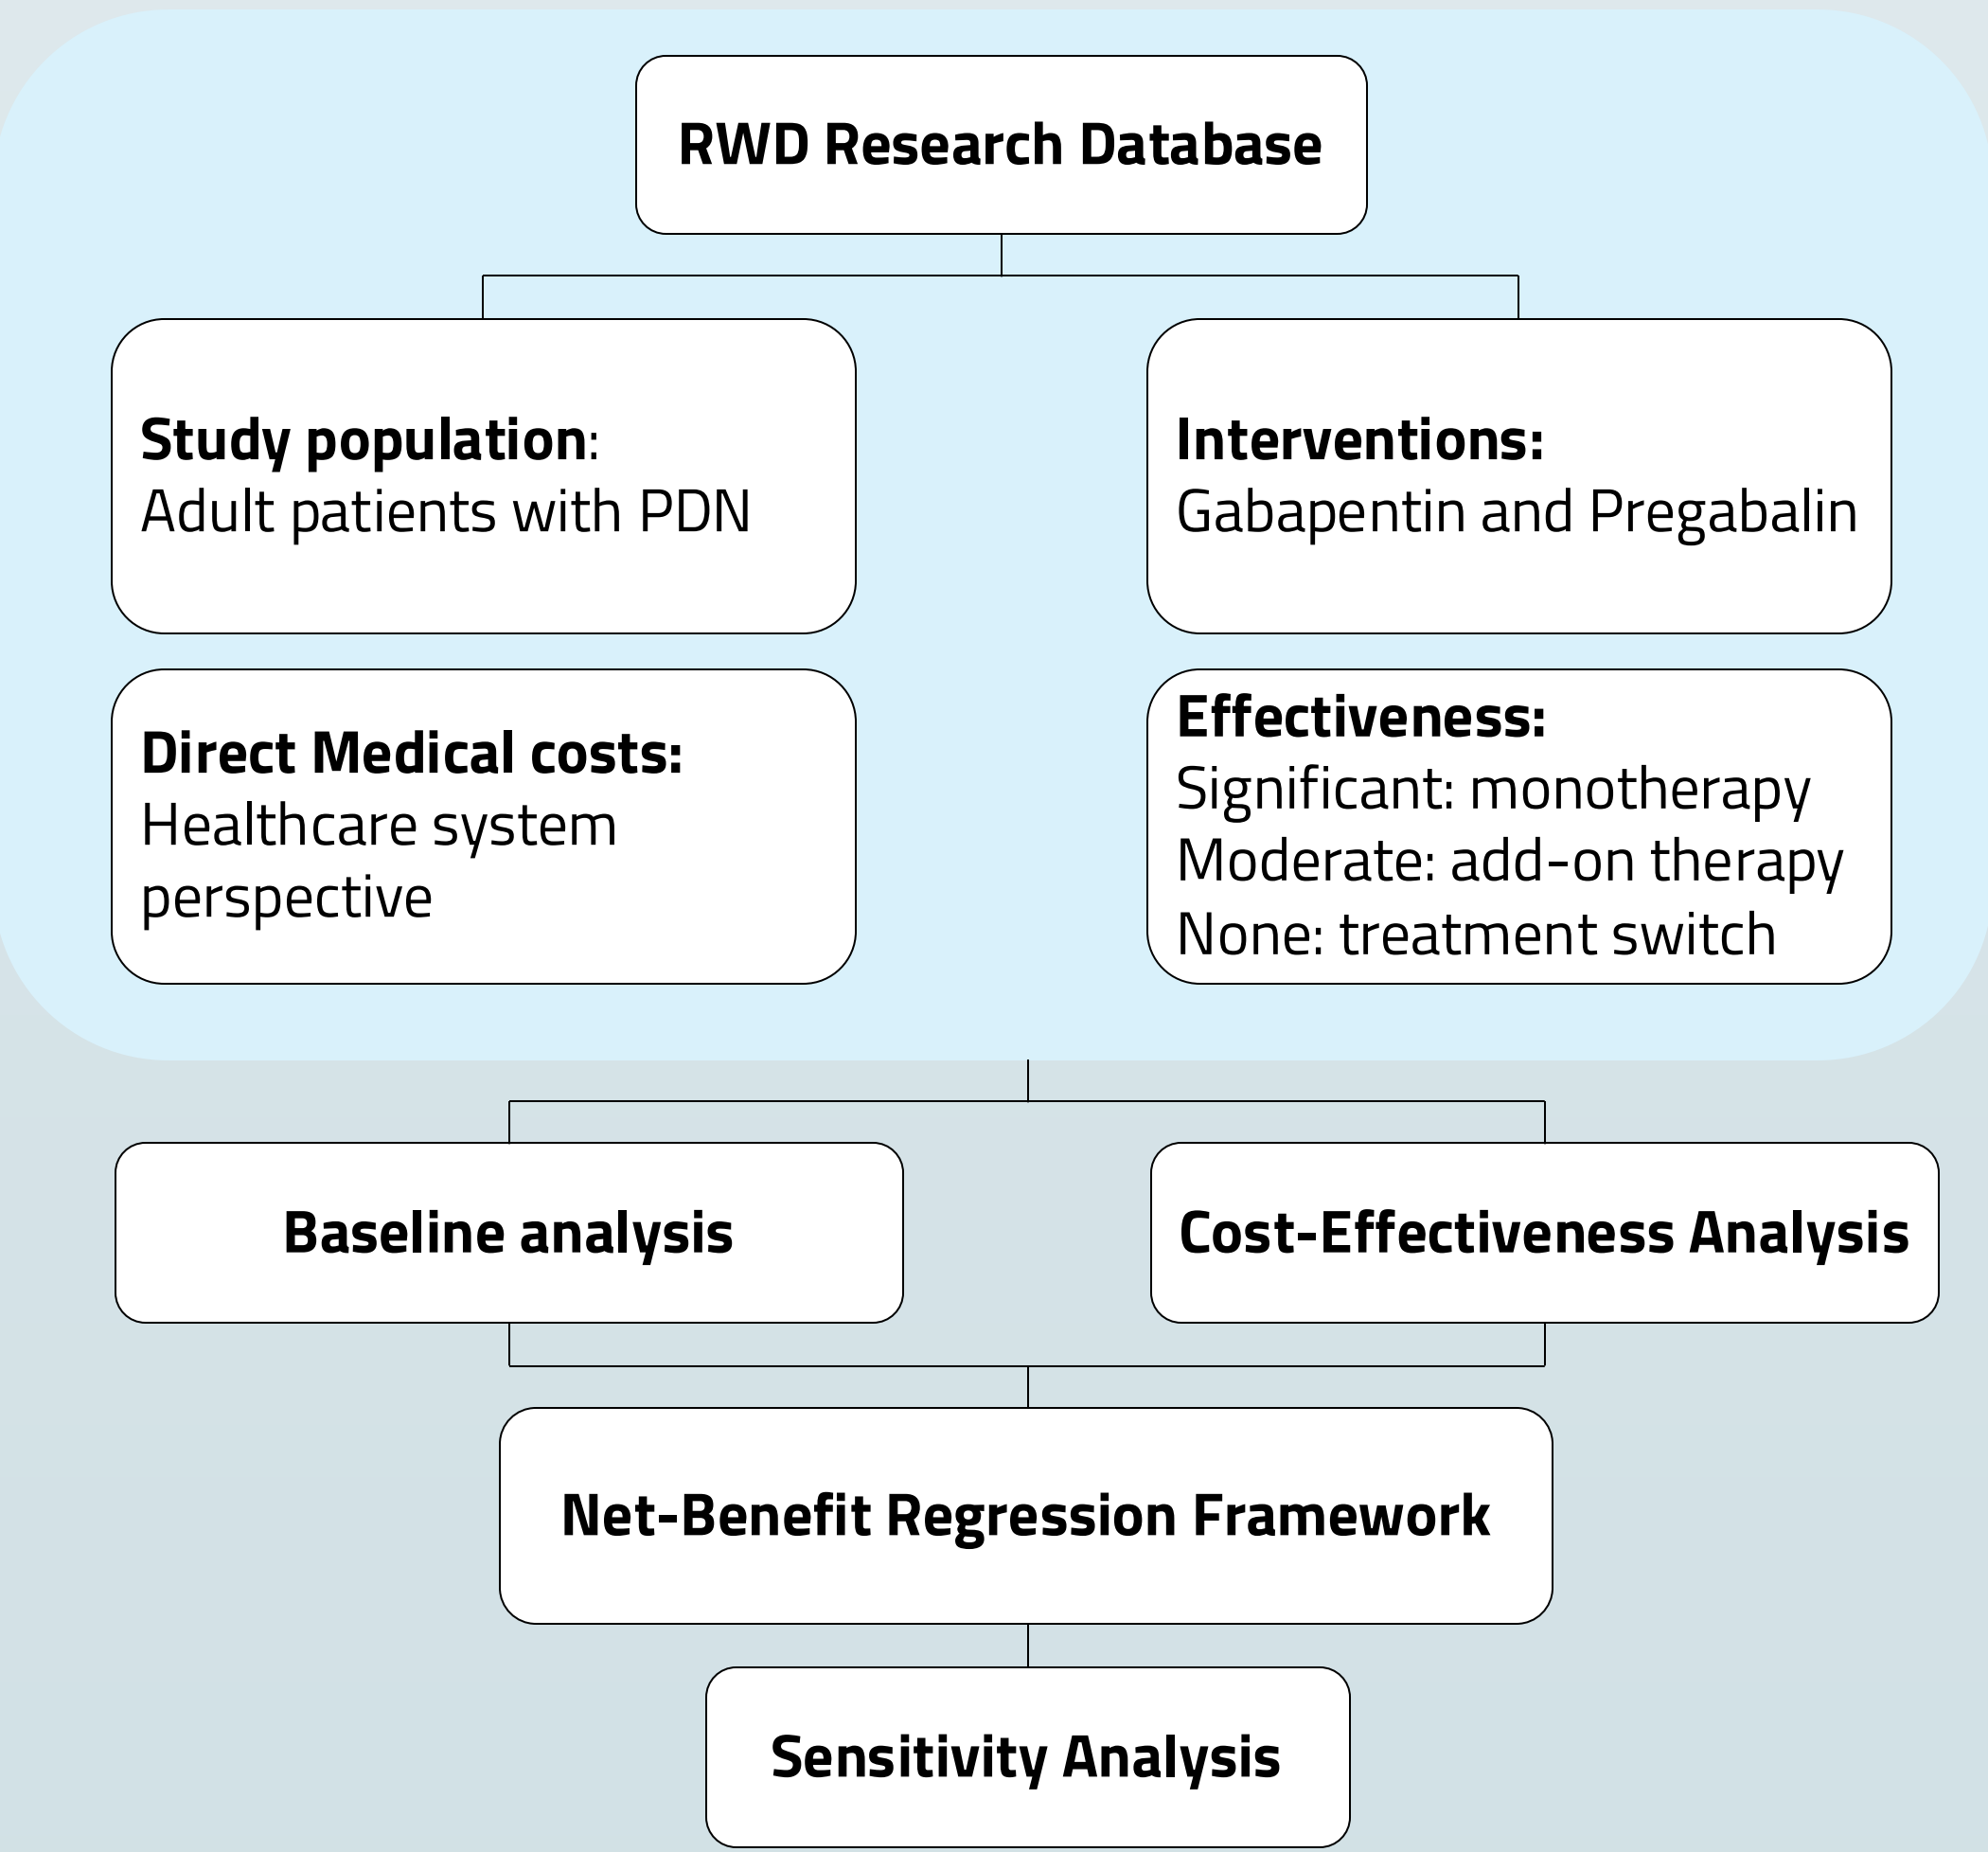 RWD Research Database
Study population:
Adult patients with PDN
Interventions:
Gabapentin and Pregabalin
Direct Medical costs:
Healthcare system
perspective
Effectiveness:
Significant: monotherapy
Moderate: add-on therapy
None: treatment switch
Baseline analysis
Cost-Effectiveness Analysis
Net-Benefit Regression Framework
Sensitivity Analysis